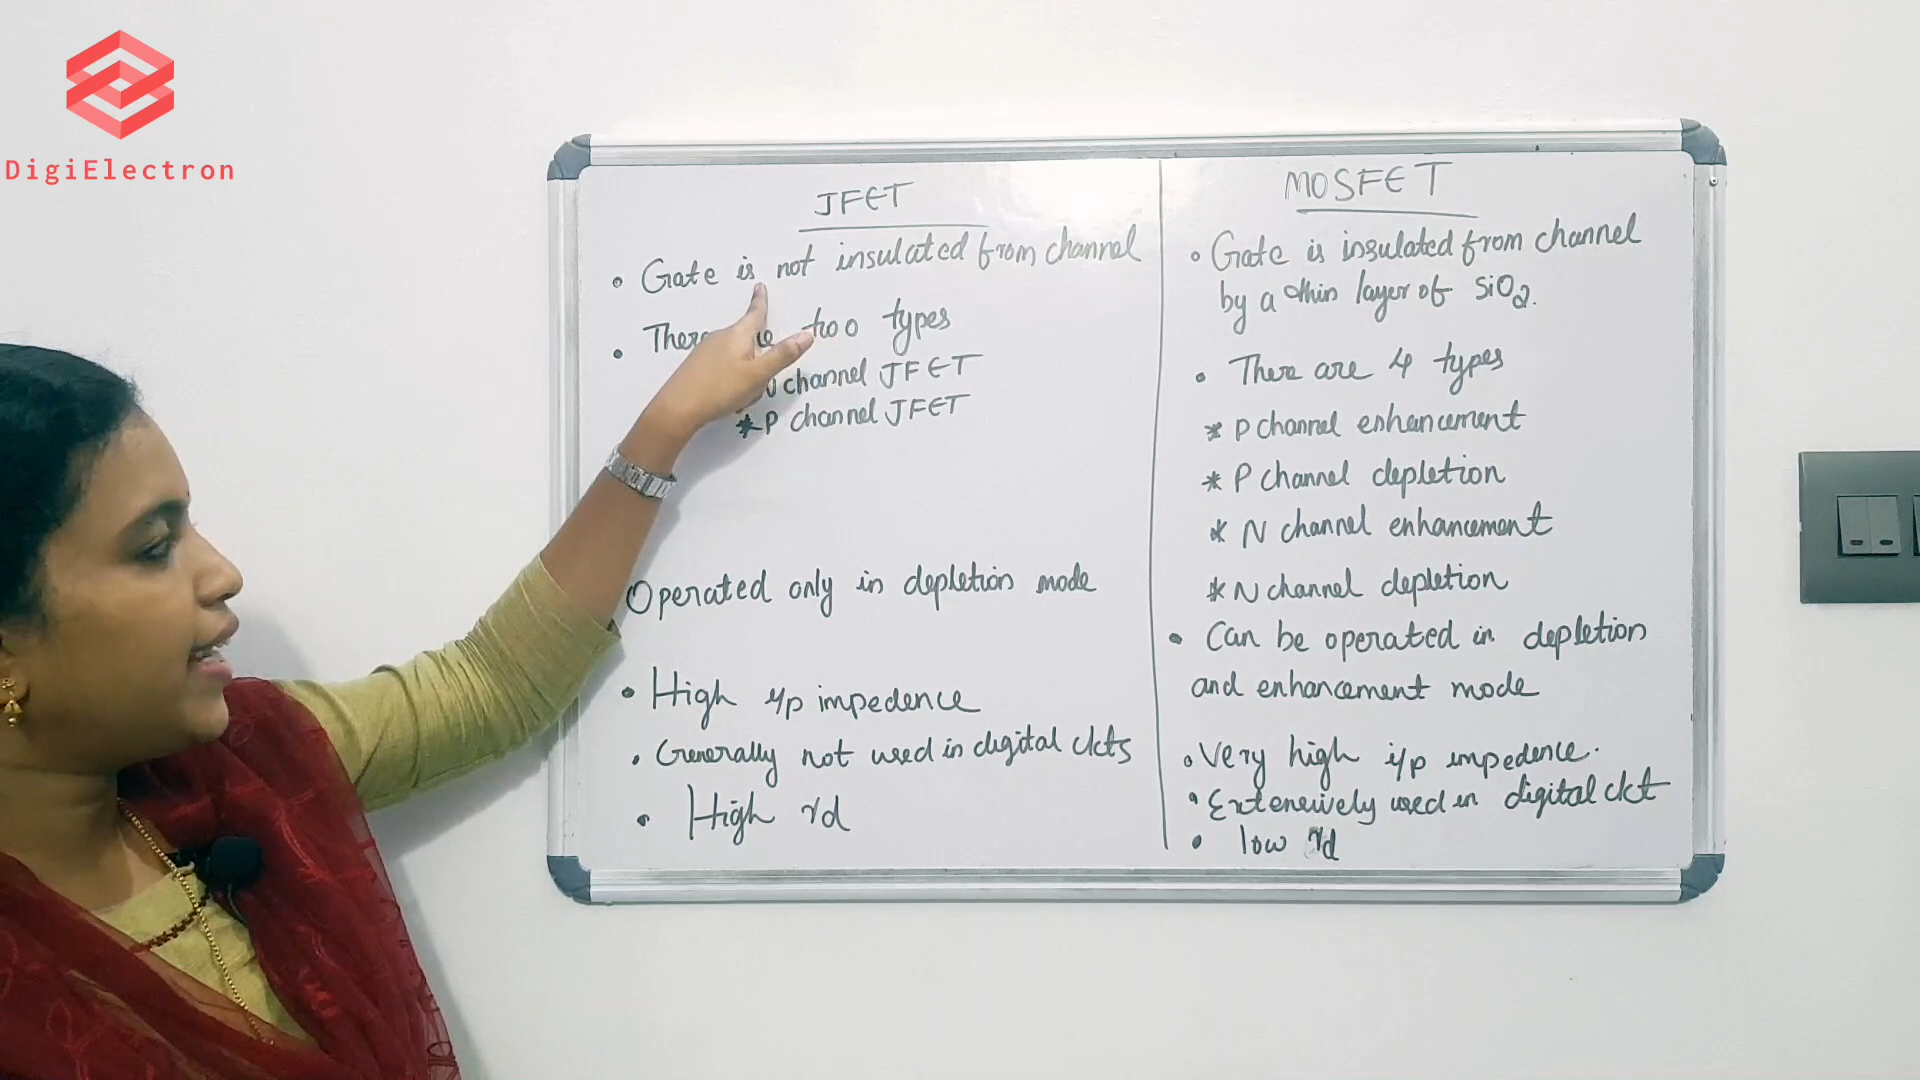 DigiElectron
JFET
• Gate is not insulated from channel
• There two types
N channel JFET
* P channel JFET
Operated only in depletion mode
• High i/p impedence
• Generally not used in digital ckts
• High rd
MOSFET
• Gate is insulated from channel
by a thin layer of SiO2.
• There are 4 types
* P channel enhancement
* P channel depletion
* N channel enhancement
* N channel depletion
• Can be operated in depletion
and enhancement mode
• Very high i/p impedence.
• Extensively used in digital ckt
• low rd